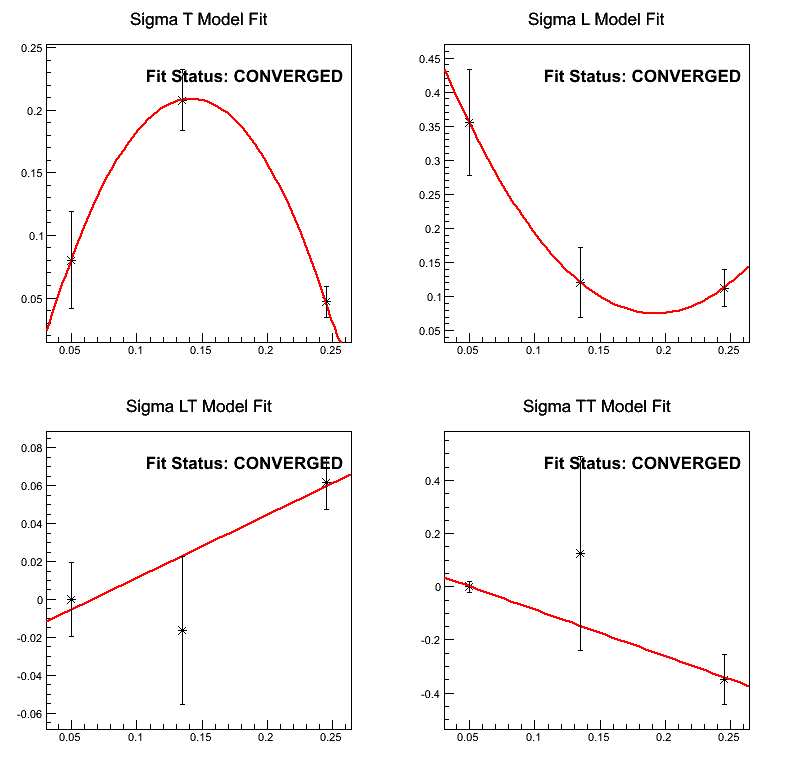 Sigma T Model Fit
Fit Status: CONVERGED
0.25
0.2
0.15
0.1
0.05
0.05 0.1 0.15 0.2 0.25
Sigma L Model Fit
Fit Status: CONVERGED
0.45
0.4
0.35
0.3
0.25
0.2
0.15
0.1
0.05
0.05 0.1 0.15 0.2 0.25
Sigma LT Model Fit
Fit Status: CONVERGED
0.08
0.06
0.04
0.02
0
-0.02
-0.04
-0.06
0.05 0.1 0.15 0.2 0.25
Sigma TT Model Fit
Fit Status: CONVERGED
0.4
0.2
0
-0.2
-0.4
0.05 0.1 0.15 0.2 0.25